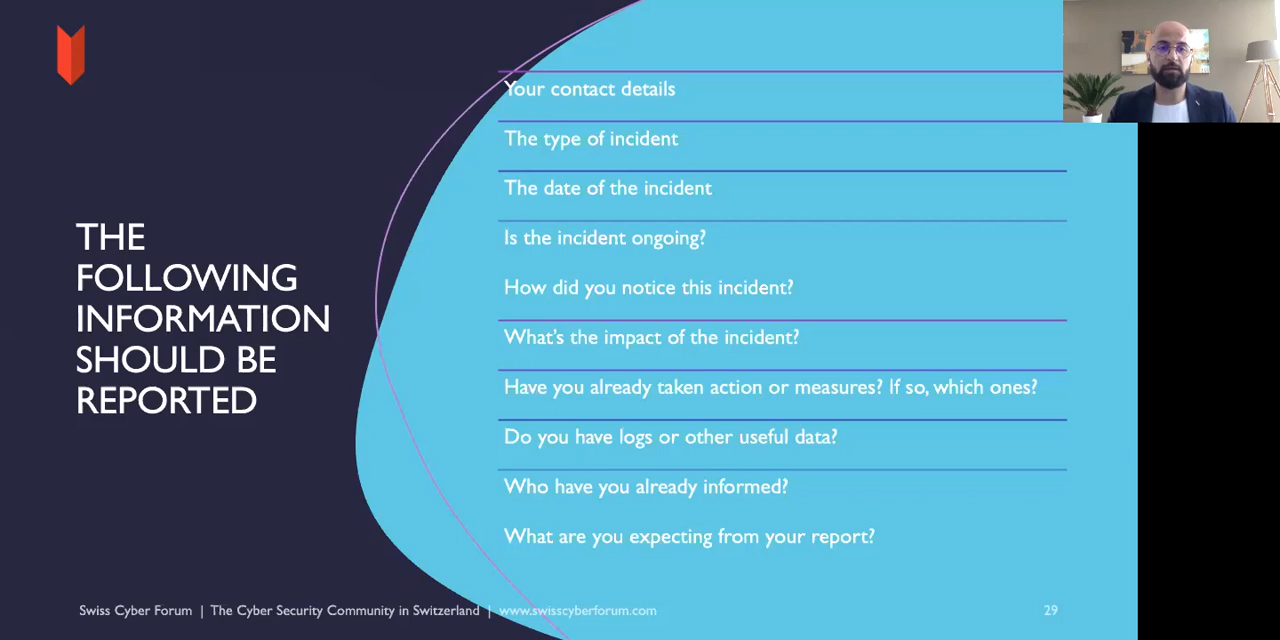 THE
FOLLOWING
INFORMATION
SHOULD BE
REPORTED
Your contact details
The type of incident
The date of the incident
Is the incident ongoing?
How did you notice this incident?
What's the impact of the incident?
Have you already taken action or measures? If so, which ones?
Do you have logs or other useful data?
Who have you already informed?
What are you expecting from your report?
Swiss Cyber Forum | The Cyber Security Community in Switzerland | www.swisscyberforum.com
29